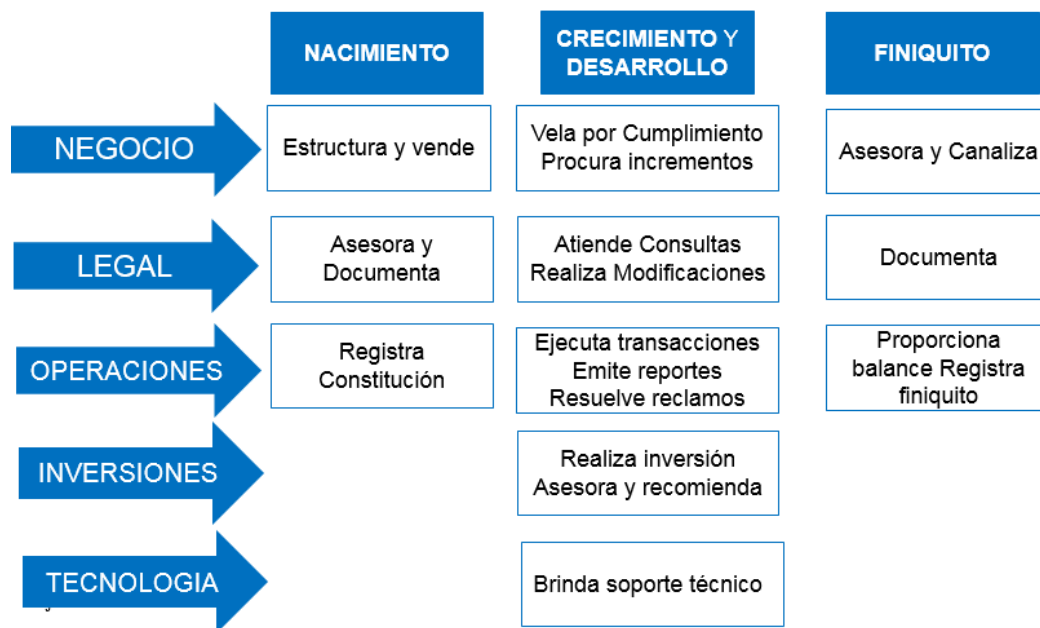 NACIMIENTO
CRECIMIENTO Y
DESARROLLO
FINIQUITO
NEGOCIO
Estructura y vende
Vela por Cumplimiento
Procura incrementos
Asesora y Canaliza
LEGAL
Asesora y
Documenta
Atiende Consultas
Realiza Modificaciones
Documenta
OPERACIONES
Registra
Constitución
Ejecuta transacciones
Emite reportes
Resuelve reclamos
Proporciona
balance Registra
finiquito
INVERSIONES
Realiza inversión
Asesora y recomienda
TECNOLOGIA
Brinda soporte técnico